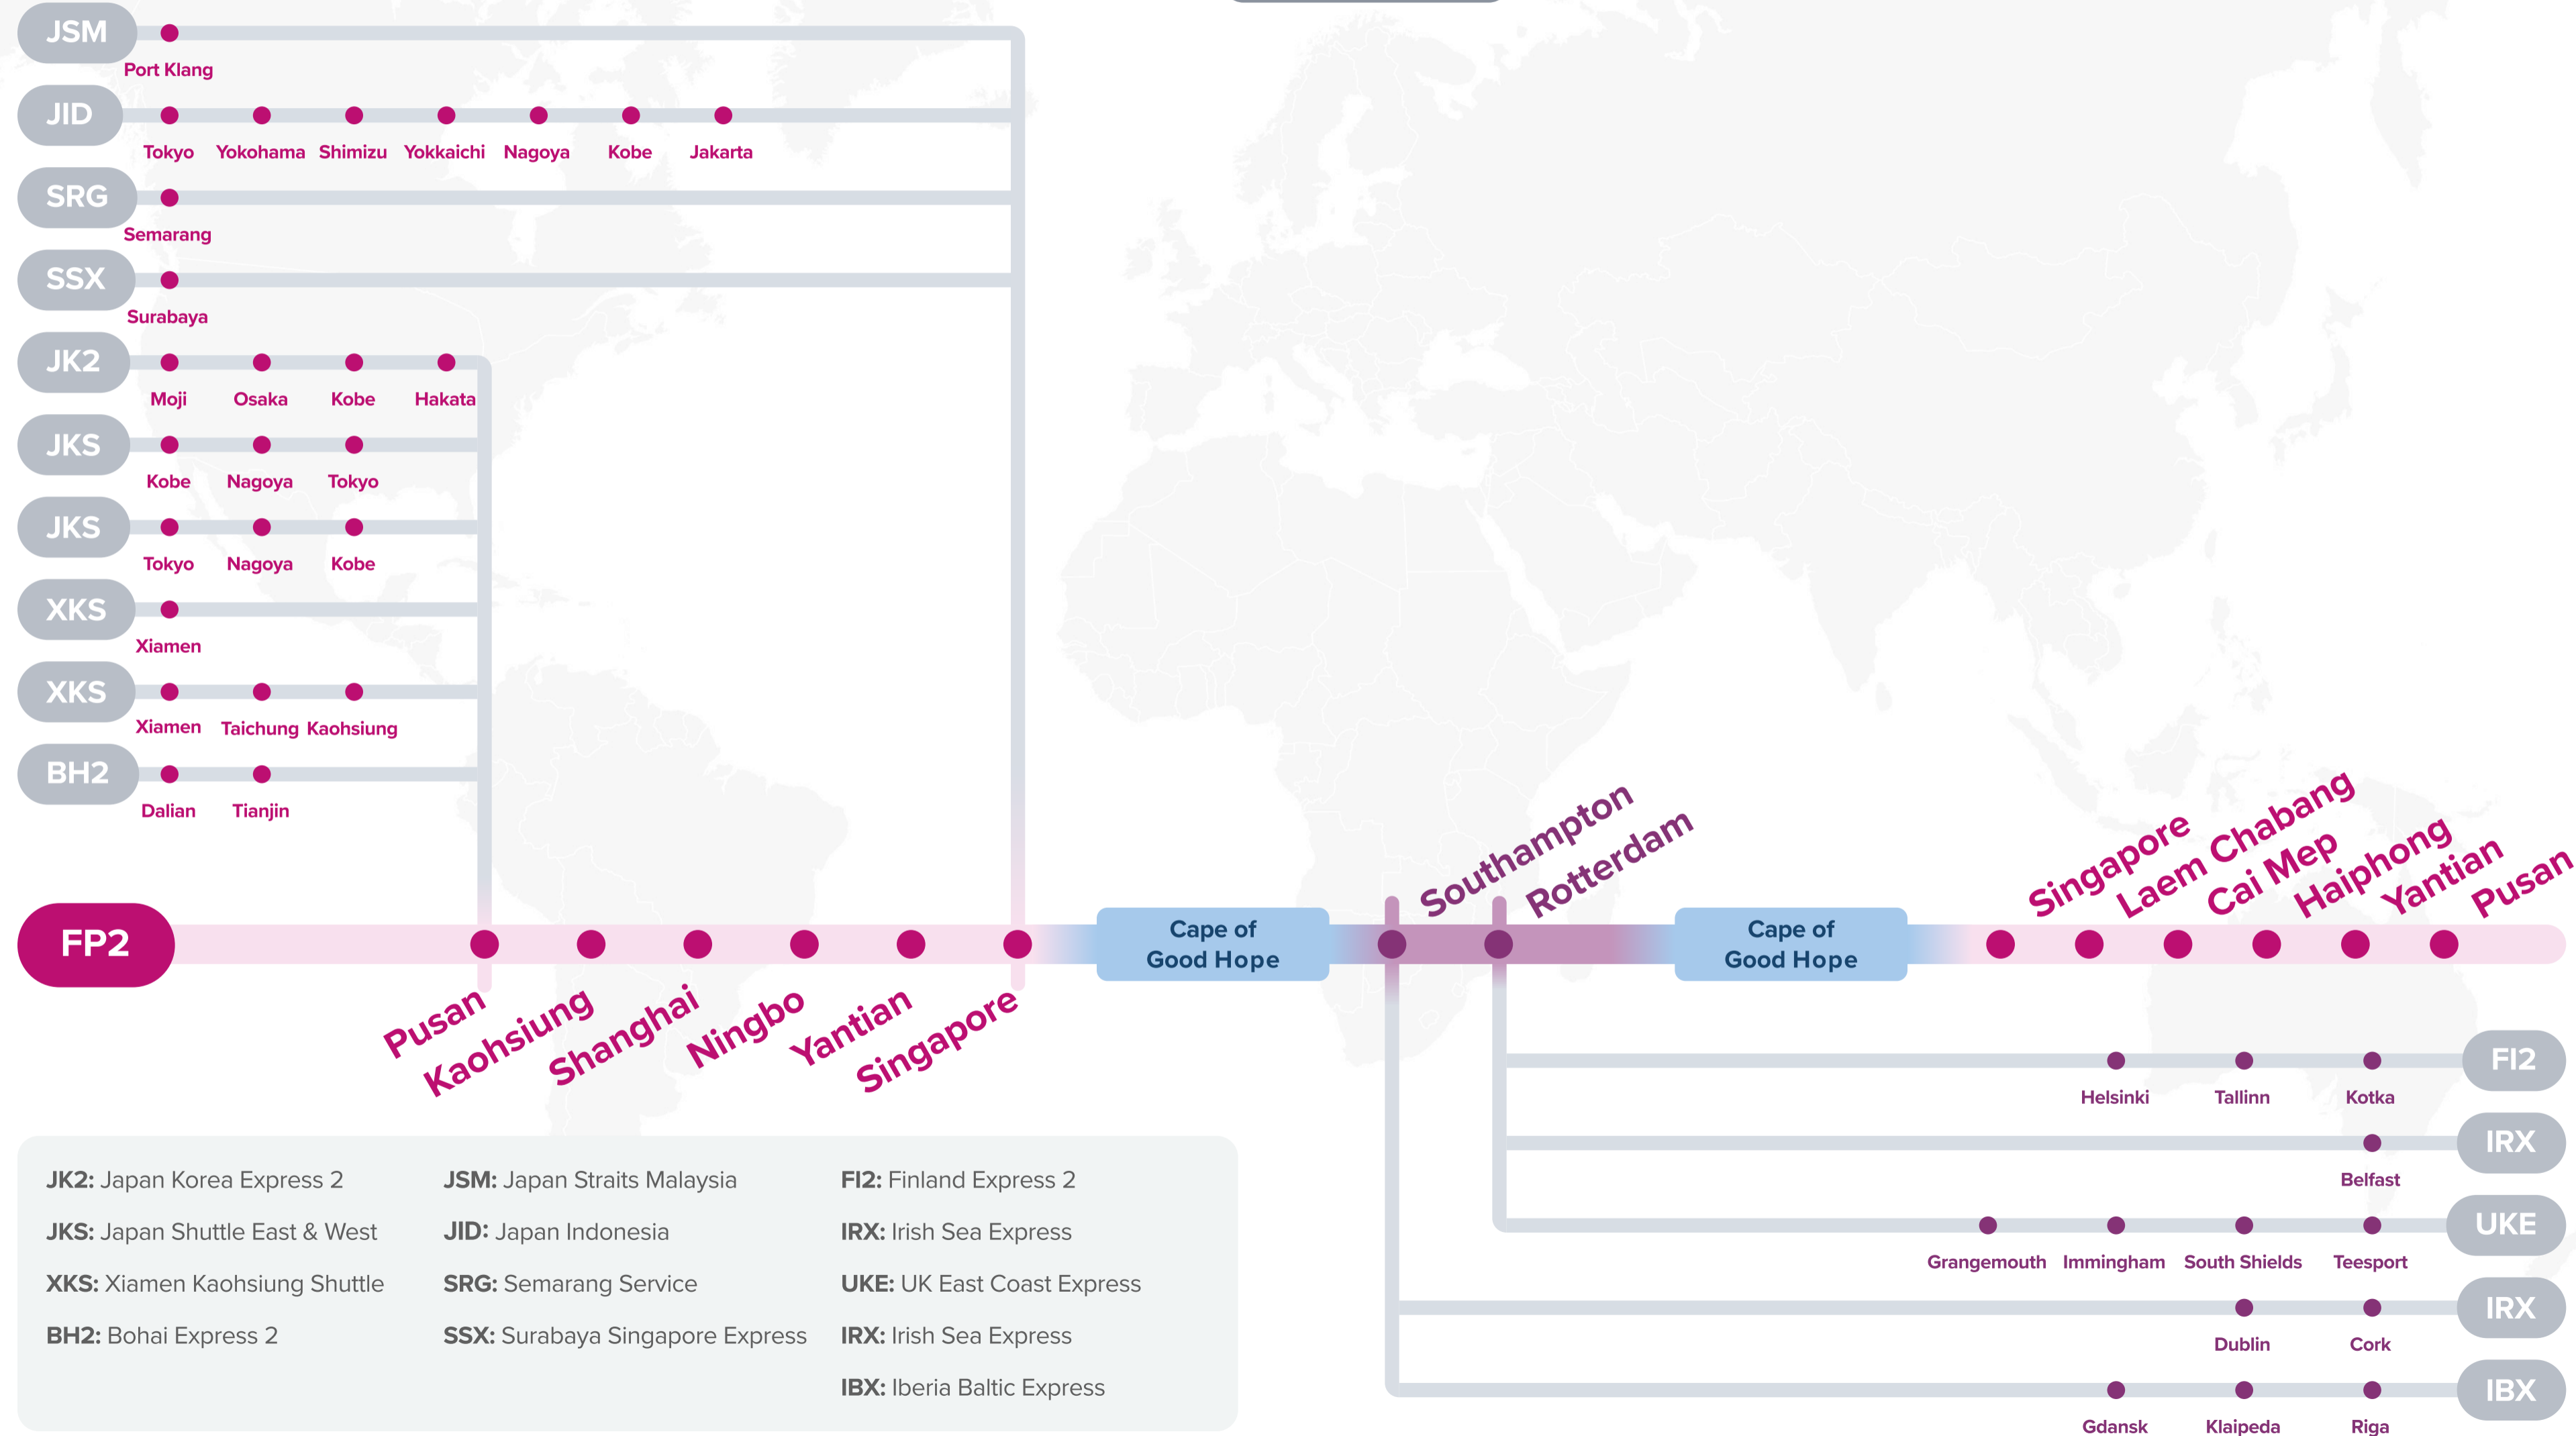 JSM
Port Klang
JID
Tokyo Yokohama Shimizu Yokkaichi Nagoya Kobe Jakarta
SRG
Semarang
SSX
Surabaya
JK2
Moji Osaka Kobe Hakata
JKS
Kobe Nagoya Tokyo
JKS
Tokyo Nagoya Kobe
XKS
Xiamen
XKS
Xiamen Taichung Kaohsiung
BH2
Dalian Tianjin
FP2
Pusan
Kaohsiung
Shanghai
Ningbo
Yantian
Singapore
Cape of
Good Hope
Southampton
Rotterdam
Cape of
Good Hope
Singapore
Laem Chabang
Cai Mep
Haiphong
Yantian
Pusan
FI2
Helsinki Tallinn Kotka
IRX
Belfast
UKE
Grangemouth Immingham South Shields Teesport
IRX
Dublin Cork
IBX
Gdansk Klaipeda Riga
JK2: Japan Korea Express 2
JKS: Japan Shuttle East & West
XKS: Xiamen Kaohsiung Shuttle
BH2: Bohai Express 2
JSM: Japan Straits Malaysia
JID: Japan Indonesia
SRG: Semarang Service
SSX: Surabaya Singapore Express
FI2: Finland Express 2
IRX: Irish Sea Express
UKE: UK East Coast Express
IRX: Irish Sea Express
IBX: Iberia Baltic Express